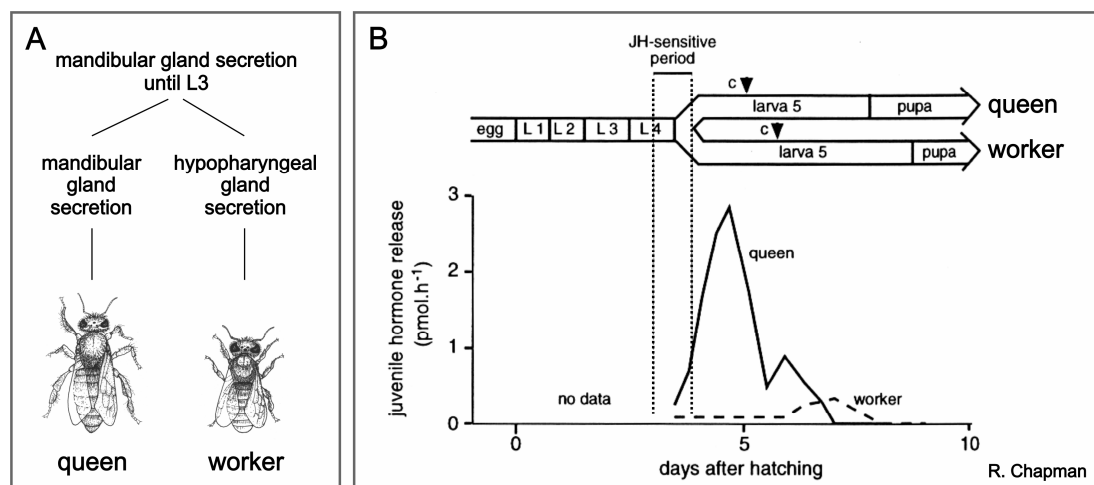 A
mandibular gland secretion
until L3
mandibular
gland
secretion
hypopharyngeal
gland
secretion
queen
worker
B
JH-sensitive
period
c
larva 5
pupa
queen
egg
L 1
L 2
L 3
L 4
c
larva 5
pupa
worker
juvenile hormone release
(pmol.h-1)
3
2
1
0
queen
no data
worker
0
5
10
days after hatching
R. Chapman